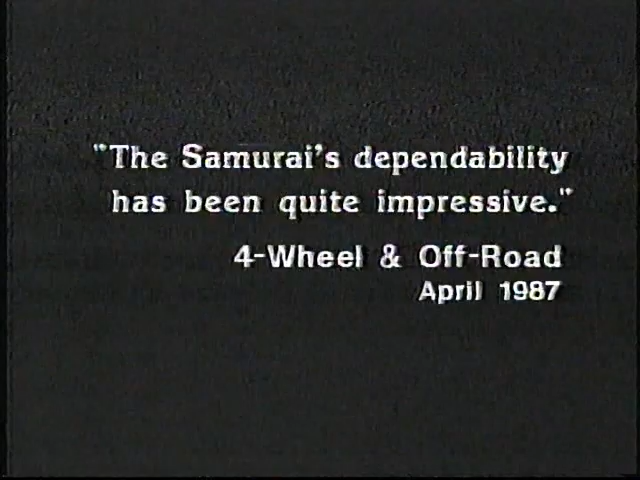 "The Samurai's dependability
has been quite impressive."
4-Wheel & Off-Road
April 1987